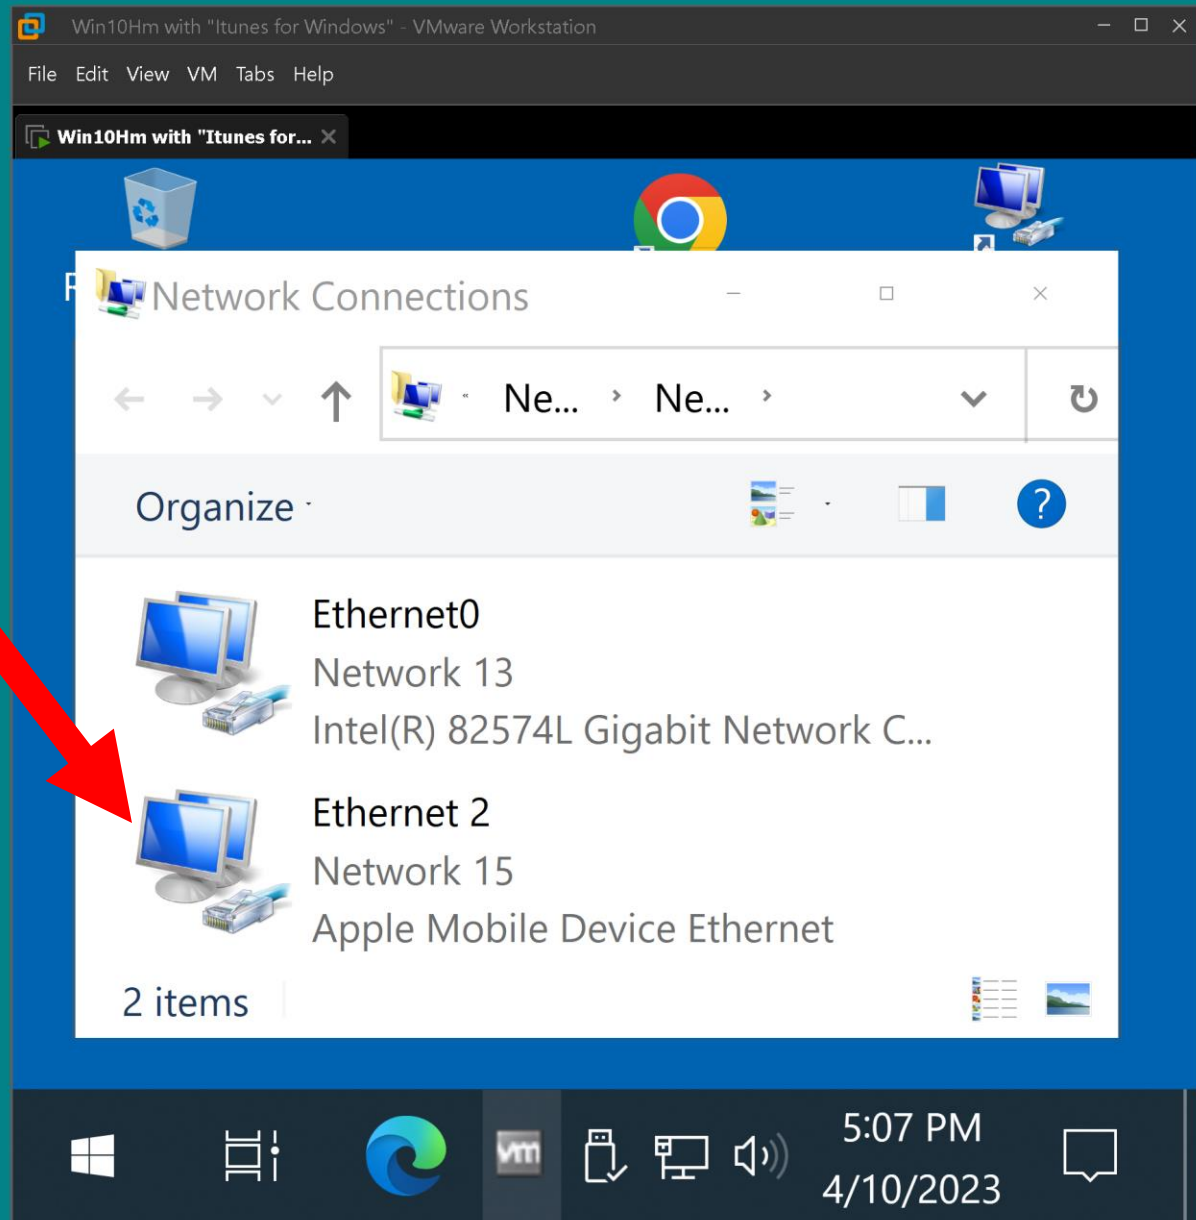 Win10Hm with "Itunes for Windows" - VMware Workstation
File Edit View VM Tabs Help
Win10Hm with "Itunes for...
Network Connections
Ne... Ne...
Organize
?
Ethernet0
Network 13
Intel(R) 82574L Gigabit Network C...
Ethernet 2
Network 15
Apple Mobile Device Ethernet
2 items
vm
5:07 PM
4/10/2023